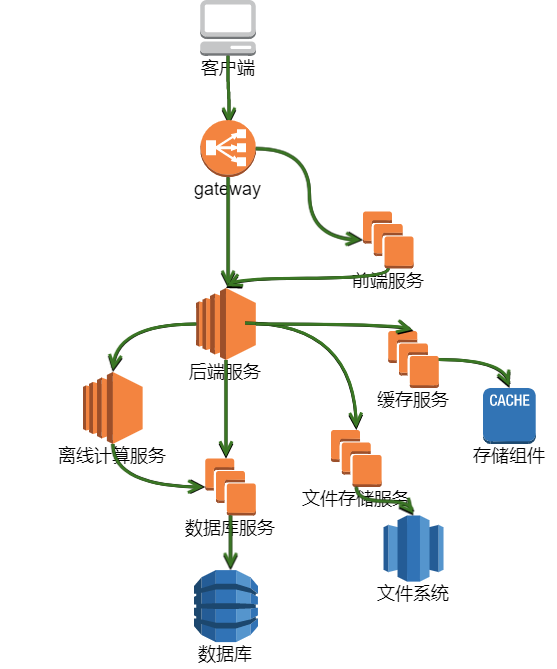 客户端
gateway
前端服务
后端服务
缓存服务
CACHE
离线计算服务
存储组件
文件存储服务
数据库服务
文件系统
数据库